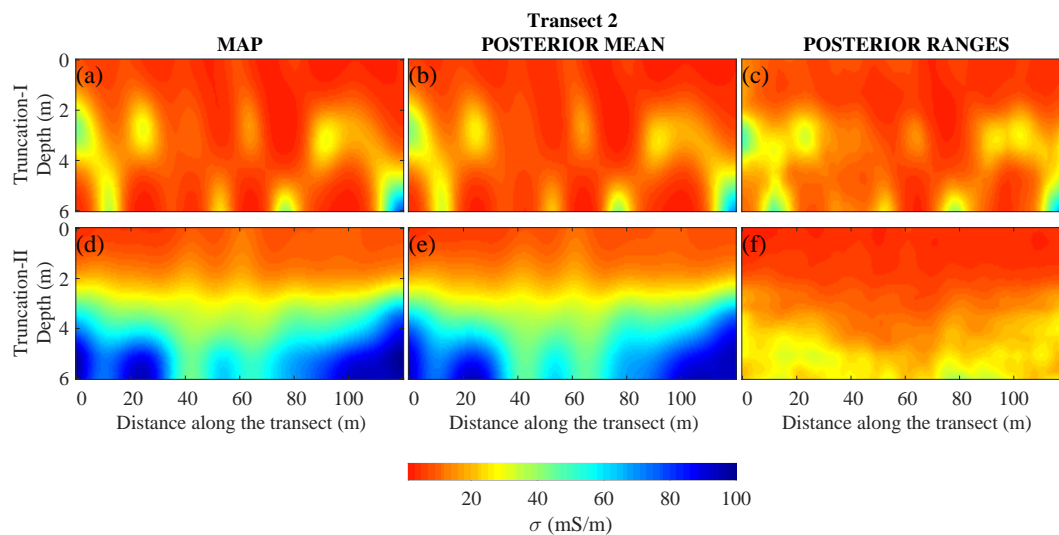 Transect 2
MAP
POSTERIOR MEAN
POSTERIOR RANGES
Truncation-I
Depth (m)
0
2
4
6
(a)
(b)
(c)
Truncation-II
Depth (m)
0
2
4
6
(d)
(e)
(f)
0 20 40 60 80 100
0 20 40 60 80 100
0 20 40 60 80 100
Distance along the transect (m)
Distance along the transect (m)
Distance along the transect (m)
20 40 60 80 100
σ (mS/m)